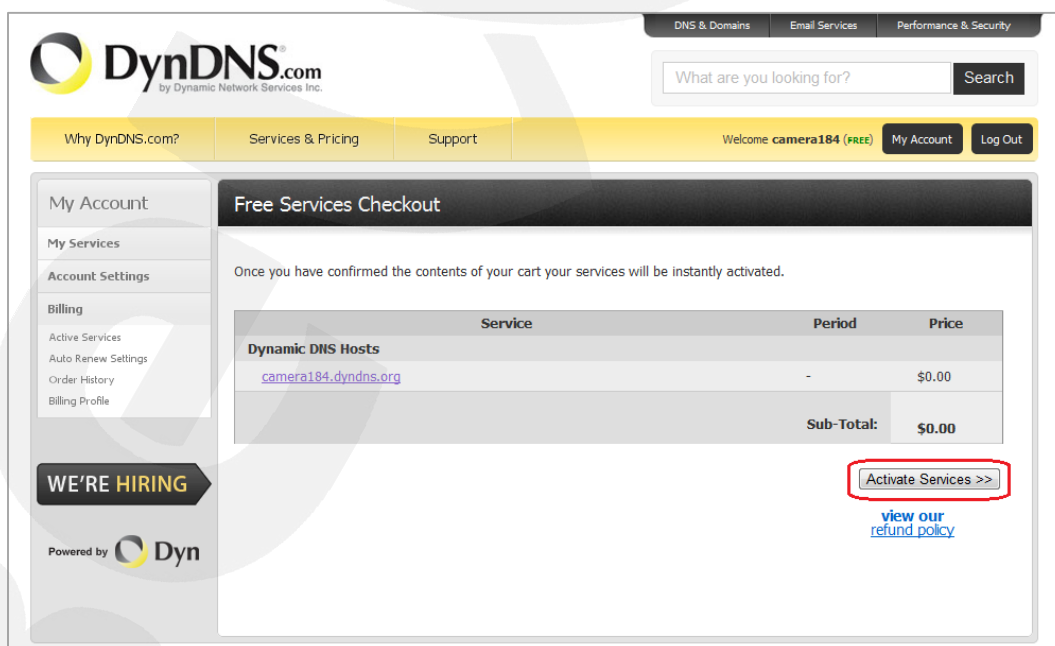 DNS & Domains Email Services Performance & Security
DynDNS.com
by Dynamic Network Services Inc.
What are you looking for? Search
Why DynDNS.com? Services & Pricing Support Welcome camera184 (FREE) My Account Log Out
My Account
My Services
Account Settings
Billing
Active Services
Auto Renew Settings
Order History
Billing Profile
WE'RE HIRING
Powered by Dyn
Free Services Checkout
Once you have confirmed the contents of your cart your services will be instantly activated.
Service Period Price
Dynamic DNS Hosts
camera184.dyndns.org - $0.00
Sub-Total: $0.00
Activate Services >>
view our
refund policy